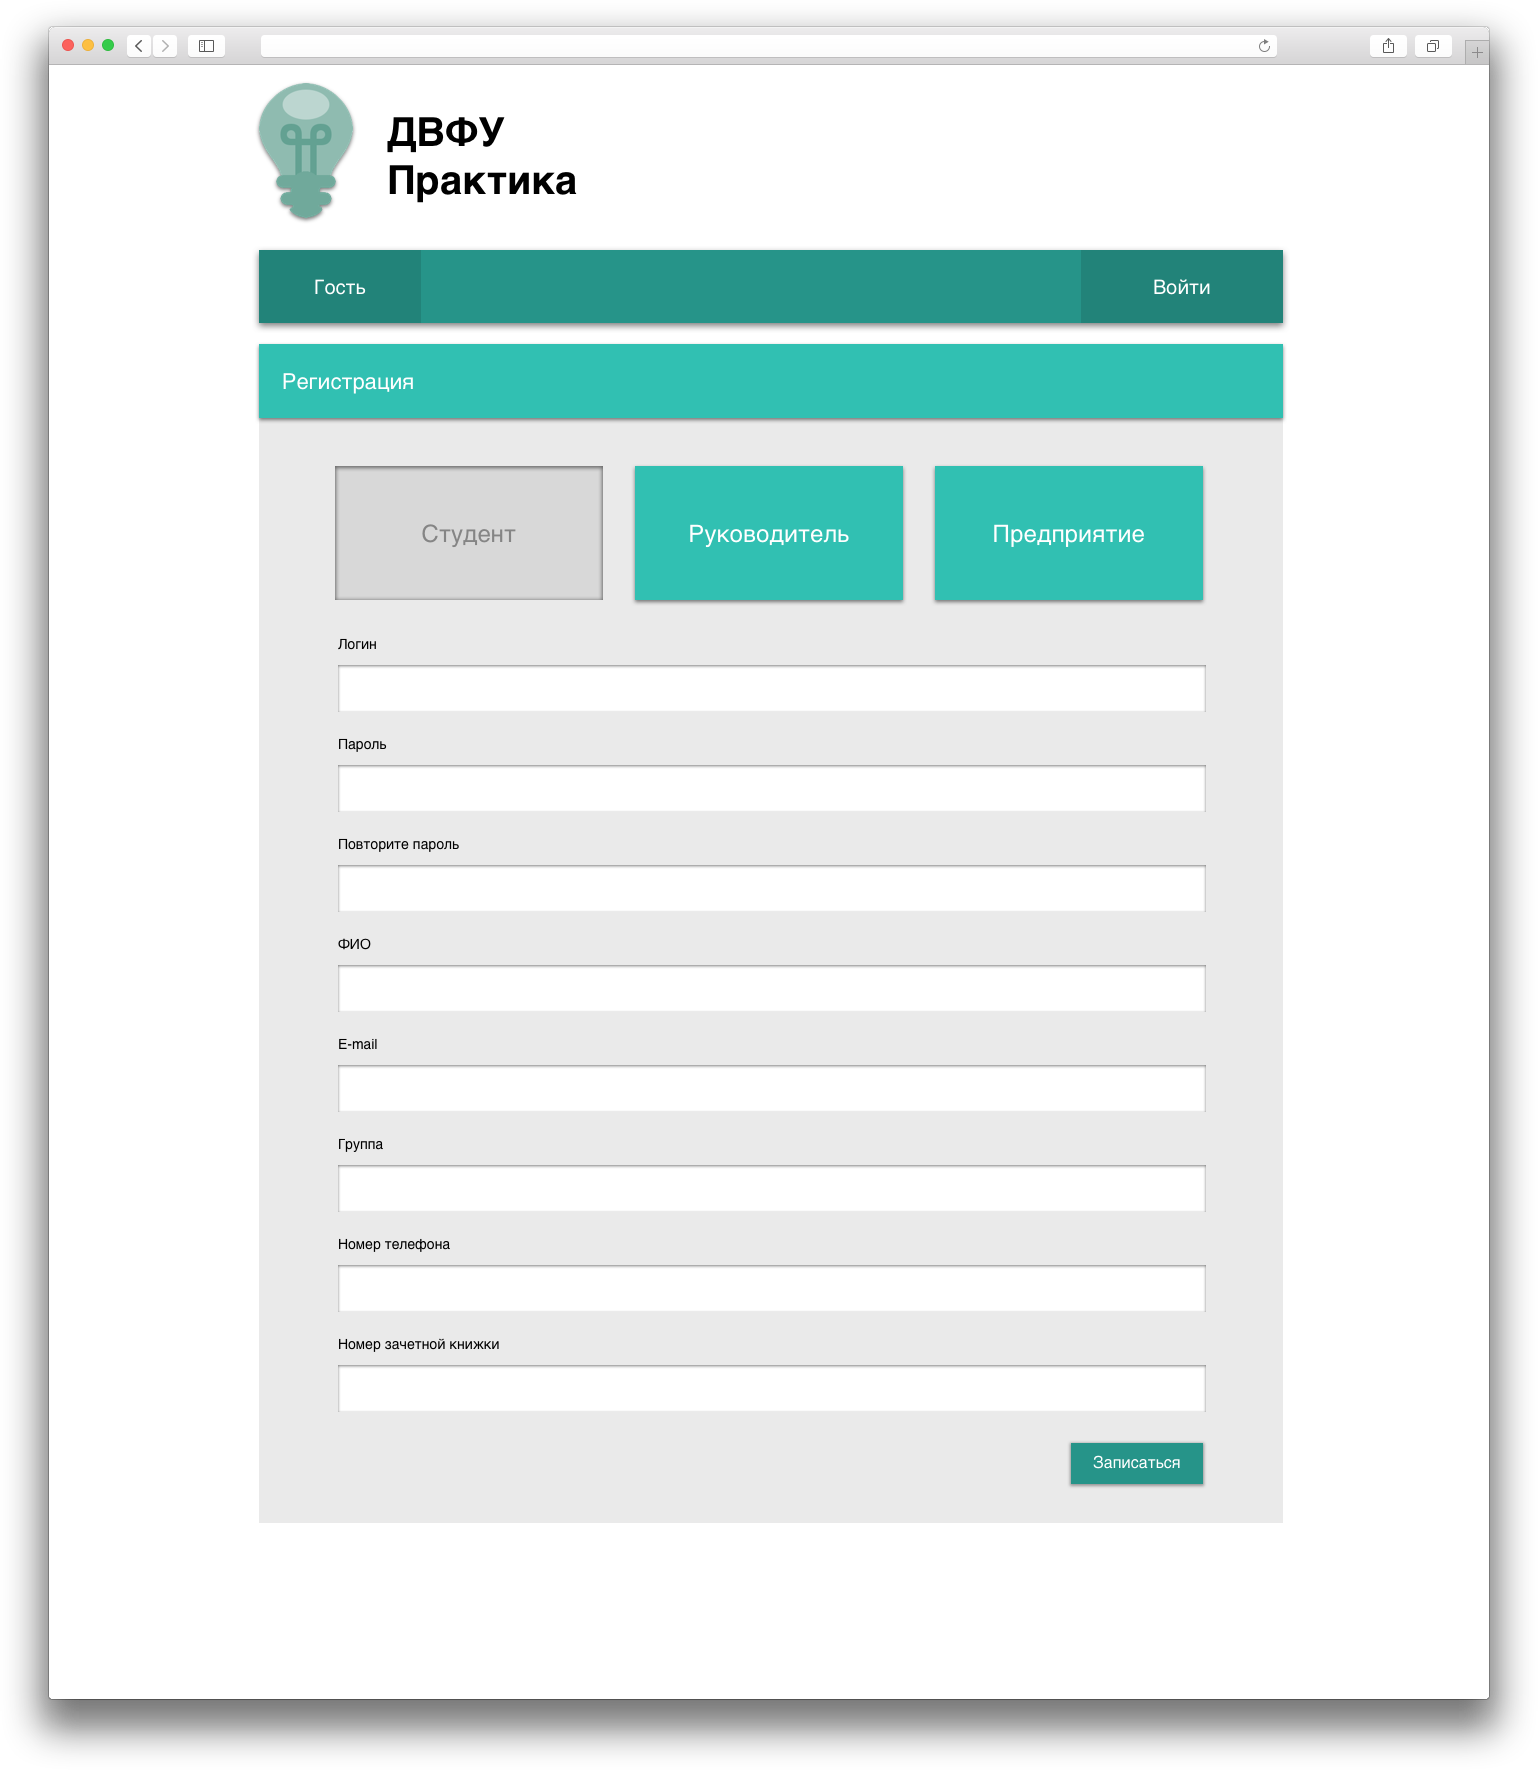 ДВФУ
Практика
Гость
Войти
Регистрация
Студент
Руководитель
Предприятие
Логин
Пароль
Повторите пароль
ФИО
E-mail
Группа
Номер телефона
Номер зачетной книжки
Записаться